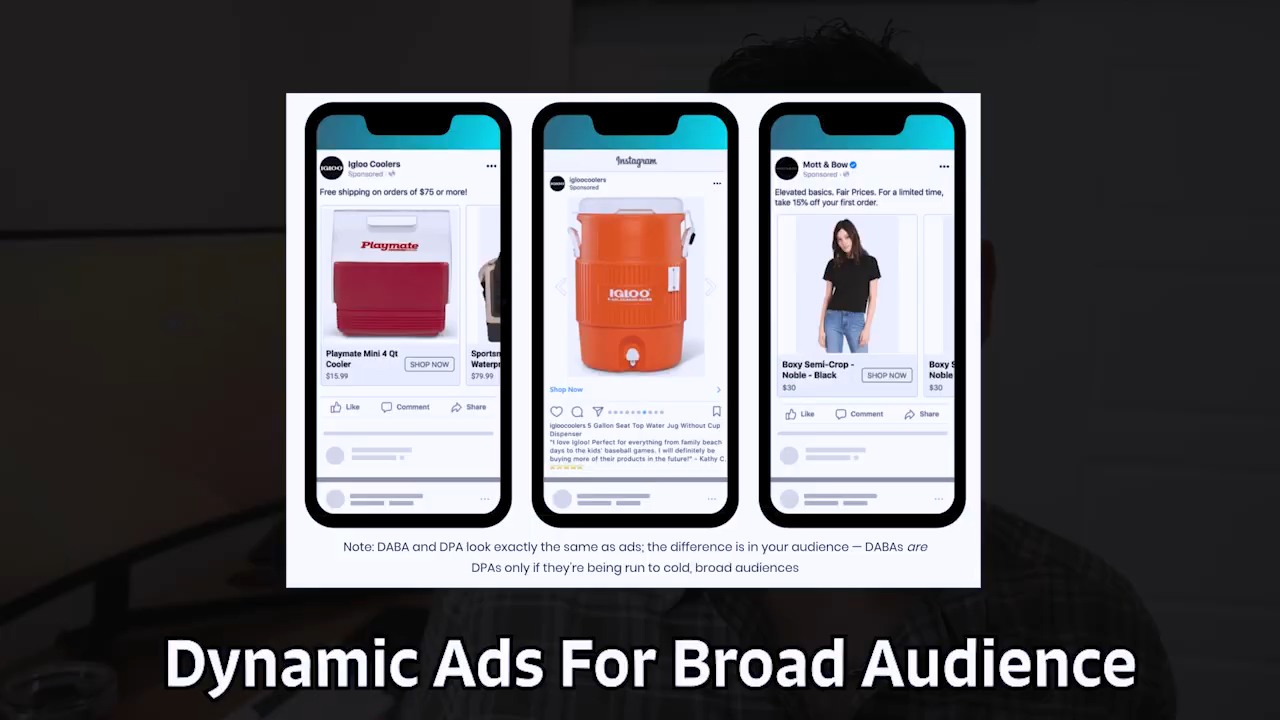 Igloo Coolers
Sponsored
Free shipping on orders of $75 or more!
Playmate
Playmate Mini 4 Qt
Cooler
$15.99
SHOP NOW
Sportsm
Waterpr
$79.99
Like
Comment
Share
Instagram
igloocoolers
Sponsored
IGLOO
Shop Now
igloocoolers 5 Gallon Seat Top Water Jug Without Cup
Dispenser
"I love Igloo! Perfect for everything from family beach
days to the kids' baseball games. I will definitely be
buying more of their products in the future!" - Kathy C.
Mott & Bow
Sponsored
Elevated basics. Fair Prices. For a limited time,
take 15% off your first order.
Boxy Semi-Crop -
Noble - Black
$30
SHOP NOW
Boxy S
Noble
$30
Like
Comment
Share
Note: DABA and DPA look exactly the same as ads; the difference is in your audience — DABAs are
DPAs only if they're being run to cold, broad audiences
Dynamic Ads For Broad Audience